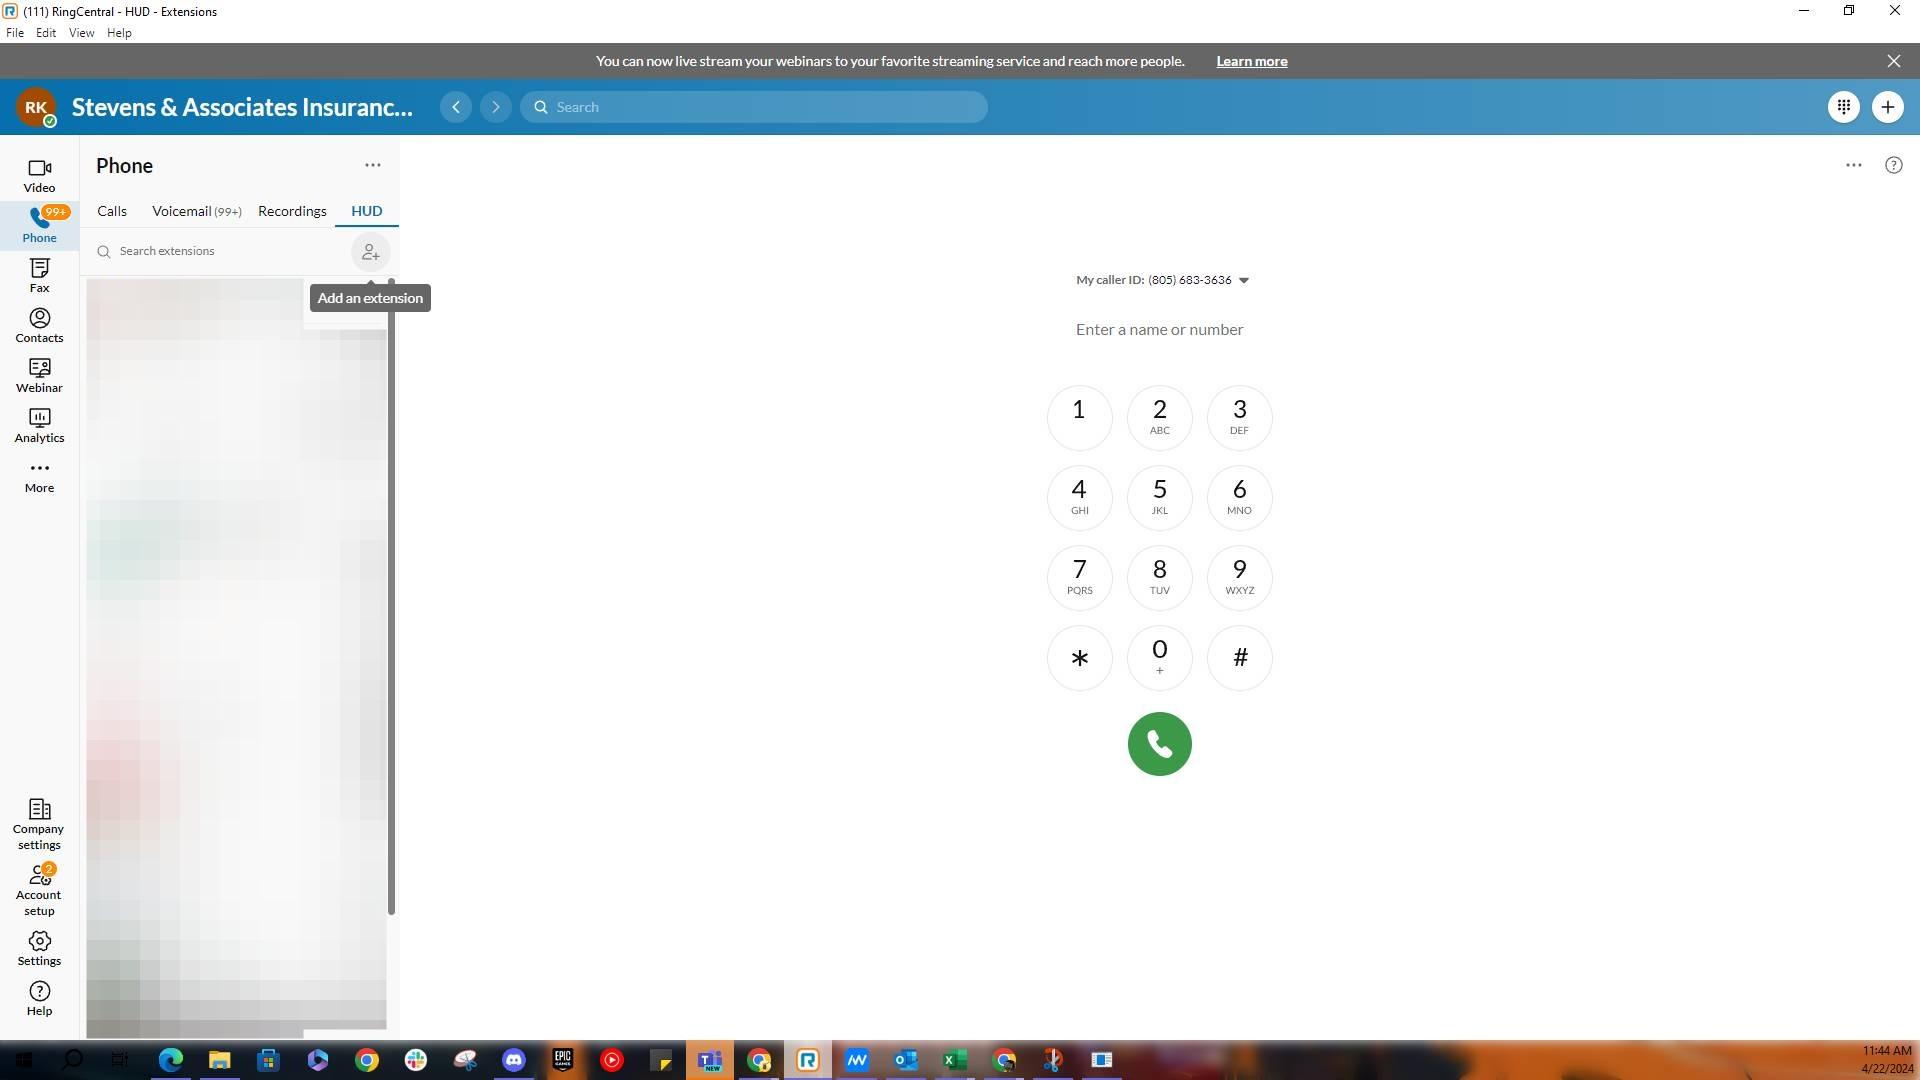 (111) RingCentral - HUD - Extensions
File Edit View Help
You can now live stream your webinars to your favorite streaming service and reach more people. Learn more
RK
Stevens & Associates Insuranc...
Search
Video
99+
Phone
Fax
Contacts
Webinar
Analytics
More
Company
settings
2
Account
setup
Settings
Help
Phone
Calls Voicemail (99+) Recordings HUD
Search extensions
Add an extension
My caller ID: (805) 683-3636
Enter a name or number
1
2
ABC
3
DEF
4
GHI
5
JKL
6
MNO
7
PQRS
8
TUV
9
WXYZ
*
0
+
#
EPIC
GAMES
NEW
11:44 AM
4/22/2024